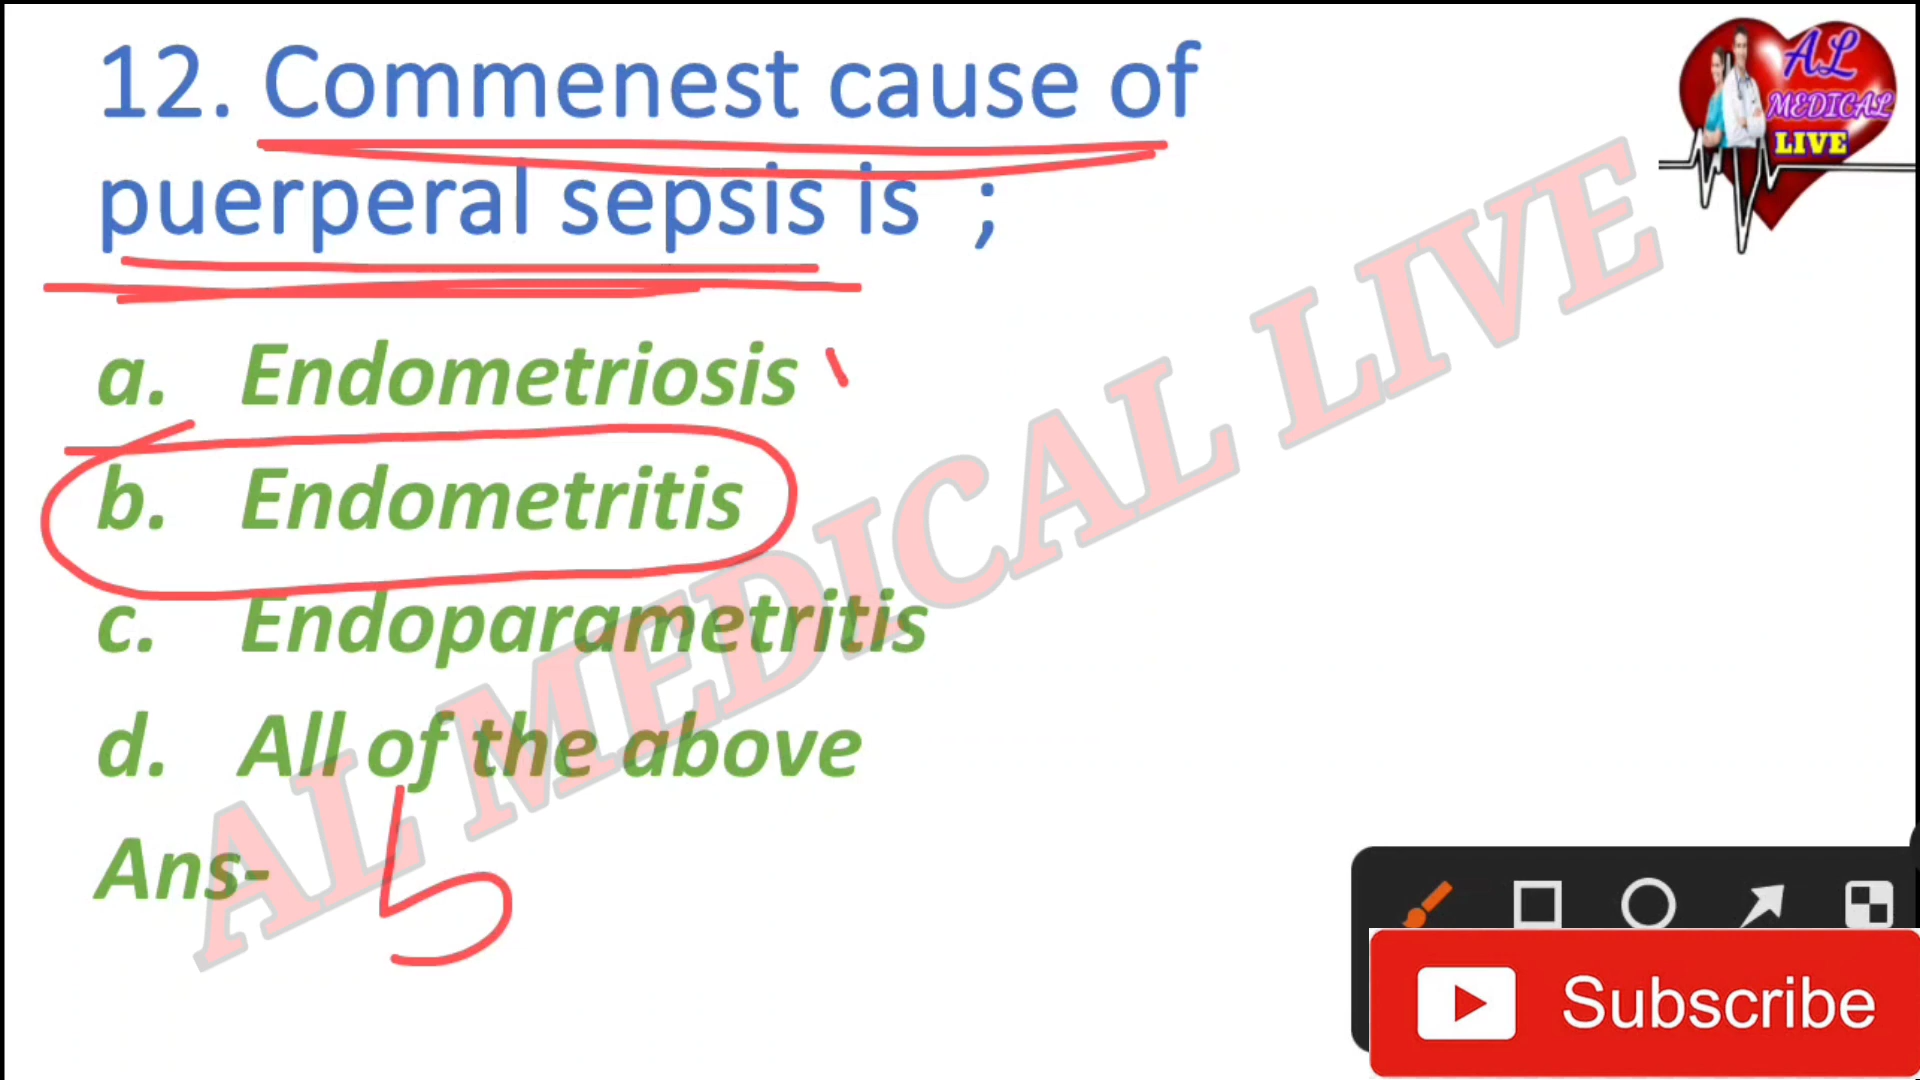 12. Commenest cause of
puerperal sepsis is ;
a. Endometriosis
b. Endometritis
c. Endoparametritis
d. All of the above
Ans- b
AL MEDICAL LIVE
AL
MEDICAL
LIVE
Subscribe